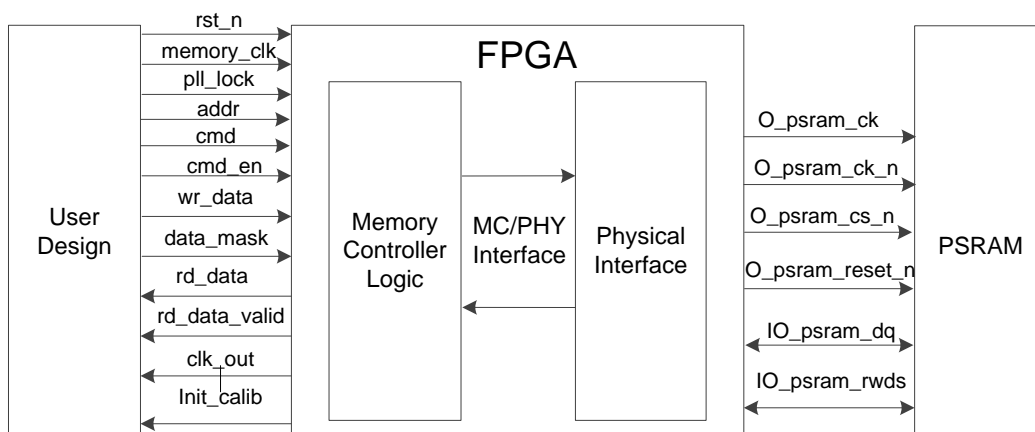 rst_n
memory_clk
pll_lock
addr
cmd
cmd_en
wr_data
data_mask
rd_data
rd_data_valid
clk_out
Init_calib
User
Design
FPGA
Memory
Controller
Logic
MC/PHY
Interface
Physical
Interface
O_psram_ck
O_psram_ck_n
O_psram_cs_n
O_psram_reset_n
IO_psram_dq
IO_psram_rwds
PSRAM